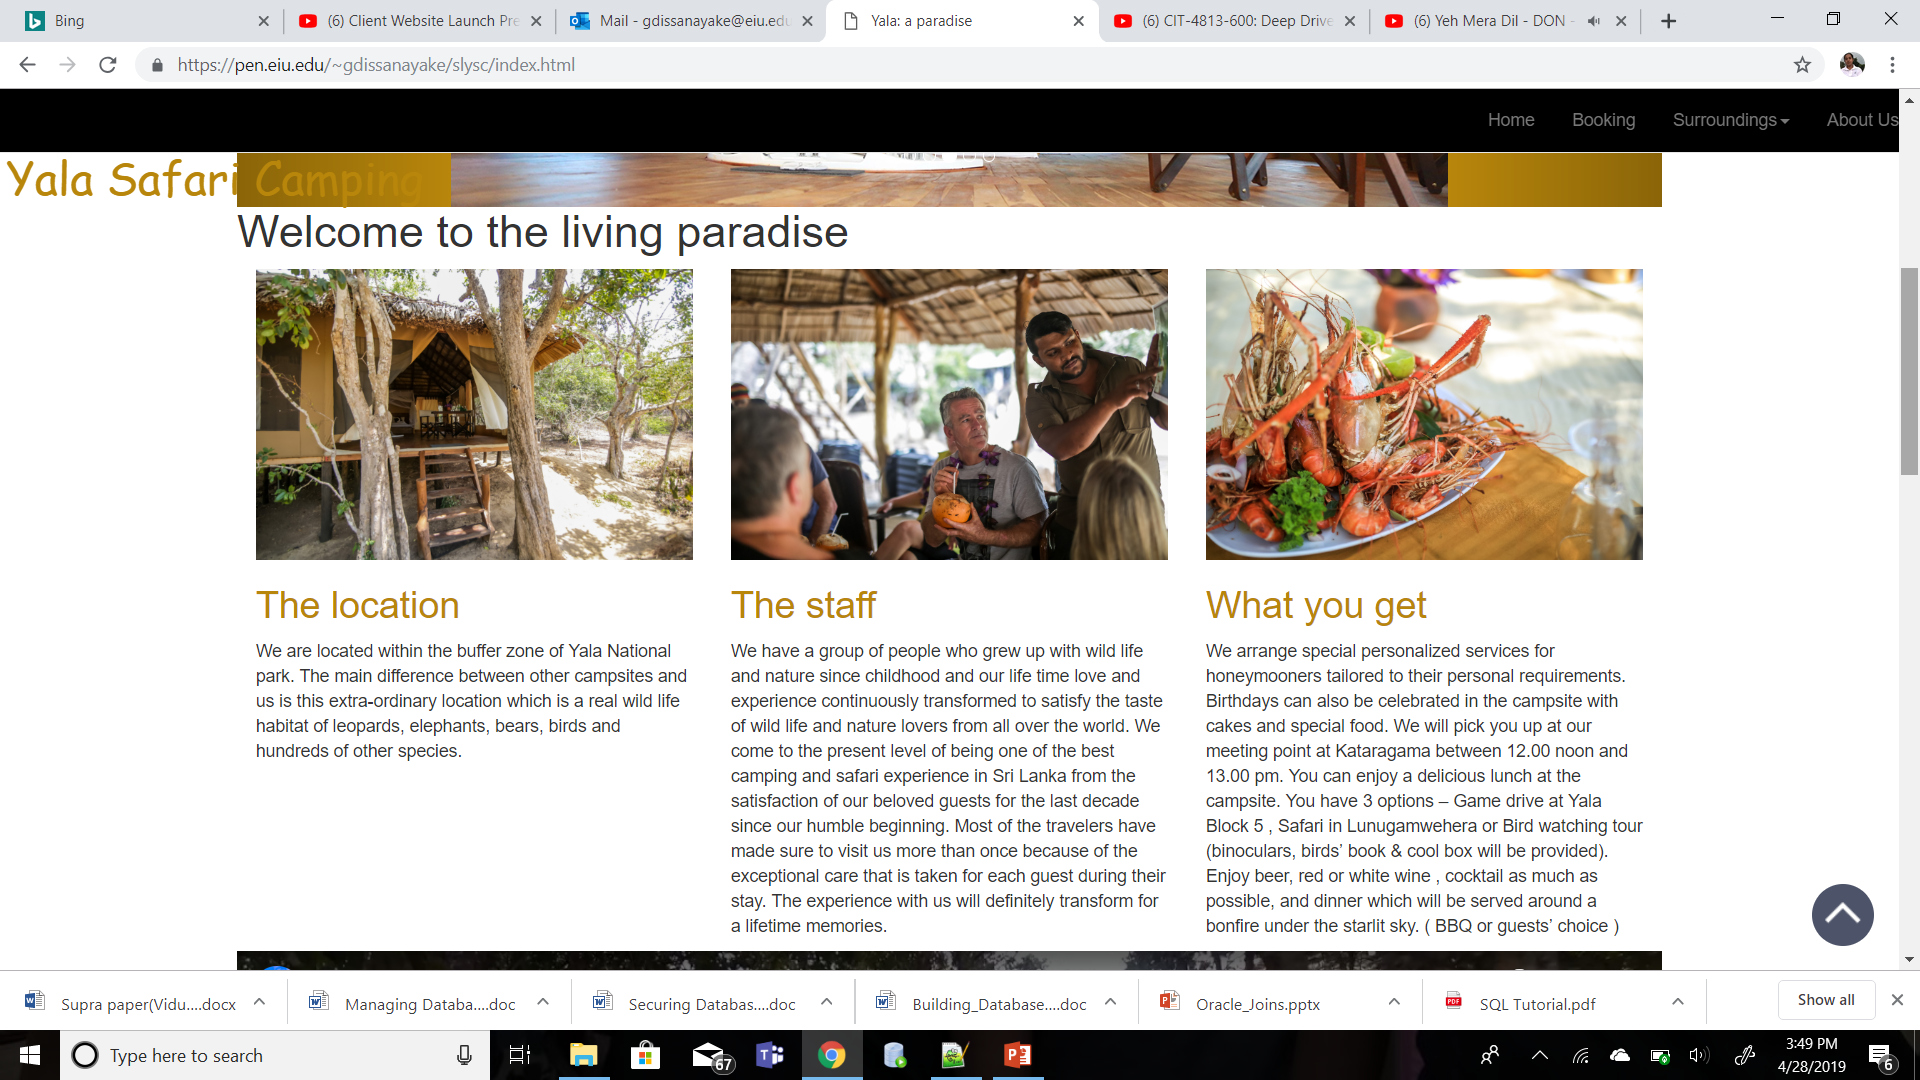 Bing
(6) Client Website Launch Pre
Mail - gdissanayake@eiu.edu
Yala: a paradise
(6) CIT-4813-600: Deep Drive
(6) Yeh Mera Dil - DON -
https://pen.eiu.edu/~gdissanayake/slysc/index.html
Home
Booking
Surroundings
About Us
Yala Safari Camping
Welcome to the living paradise
The location
We are located within the buffer zone of Yala National
park. The main difference between other campsites and
us is this extra-ordinary location which is a real wild life
habitat of leopards, elephants, bears, birds and
hundreds of other species.
The staff
We have a group of people who grew up with wild life
and nature since childhood and our life time love and
experience continuously transformed to satisfy the taste
of wild life and nature lovers from all over the world. We
come to the present level of being one of the best
camping and safari experience in Sri Lanka from the
satisfaction of our beloved guests for the last decade
since our humble beginning. Most of the travelers have
made sure to visit us more than once because of the
exceptional care that is taken for each guest during their
stay. The experience with us will definitely transform for
a lifetime memories.
What you get
We arrange special personalized services for
honeymooners tailored to their personal requirements.
Birthdays can also be celebrated in the campsite with
cakes and special food. We will pick you up at our
meeting point at Kataragama between 12.00 noon and
13.00 pm. You can enjoy a delicious lunch at the
campsite. You have 3 options – Game drive at Yala
Block 5 , Safari in Lunugamwehera or Bird watching tour
(binoculars, birds’ book & cool box will be provided).
Enjoy beer, red or white wine , cocktail as much as
possible, and dinner which will be served around a
bonfire under the starlit sky. ( BBQ or guests’ choice )
Supra paper(Vidu....docx
Managing Databa....doc
Securing Databas....doc
Building_Database....doc
Oracle_Joins.pptx
SQL Tutorial.pdf
Show all
Type here to search
67
3:49 PM
4/28/2019
6